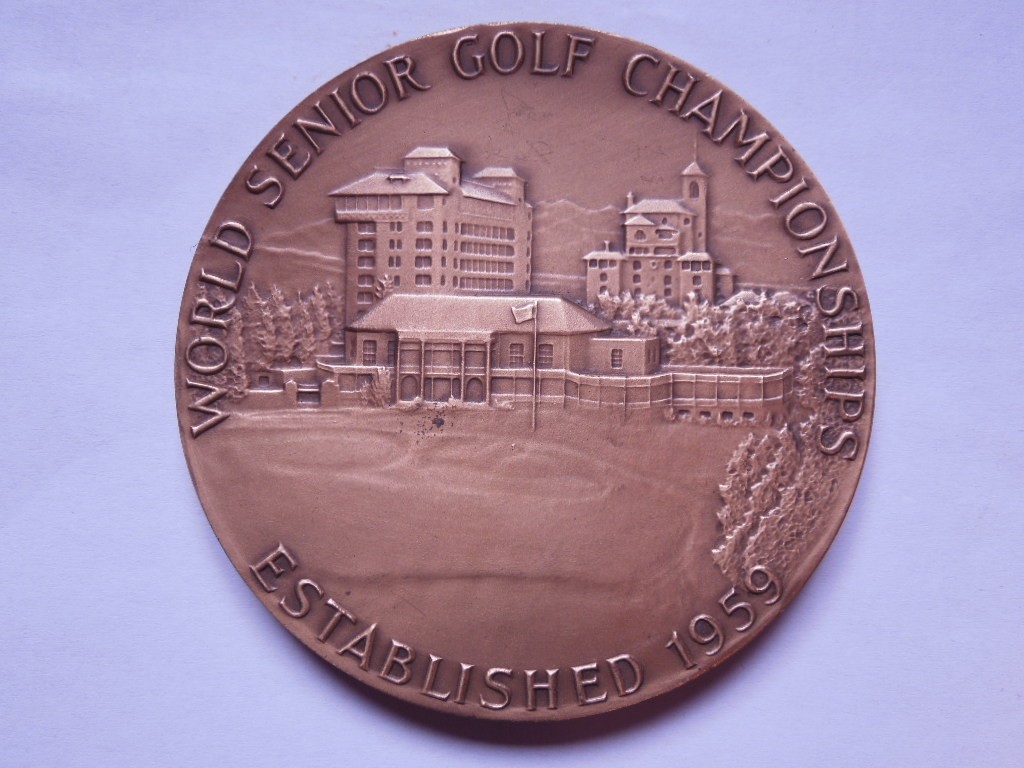 WORLD SENIOR GOLF CHAMPIONSHIPS
ESTABLISHED 1959